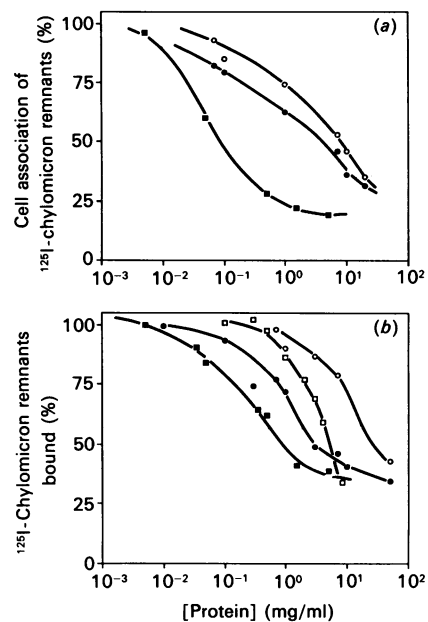 (a)
Cell association of
¹²⁵I-chylomicron remnants (%)
100
75
50
25
0
10⁻³ 10⁻² 10⁻¹ 10⁰ 10¹ 10²
(b)
¹²⁵I-Chylomicron remnants
bound (%)
100
75
50
25
0
10⁻³ 10⁻² 10⁻¹ 10⁰ 10¹ 10²
[Protein] (mg/ml)